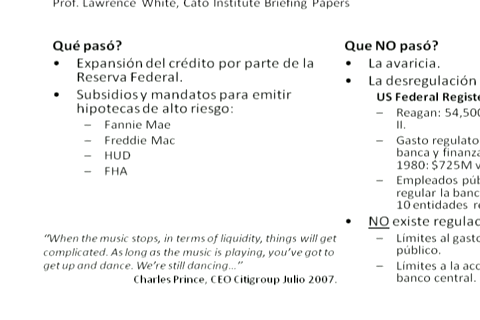 Prof. Lawrence White, Cato Institute Briefing Papers
Qué pasó?
• Expansión del crédito por parte de la
Reserva Federal.
• Subsidios y mandatos para emitir
hipotecas de alto riesgo:
– Fannie Mae
– Freddie Mac
– HUD
– FHA
"When the music stops, in terms of liquidity, things will get
complicated. As long as the music is playing, you've got to
get up and dance. We're still dancing..."
Charles Prince, CEO Citigroup Julio 2007.
Que NO pasó?
• La avaricia.
• La desregulación
US Federal Registe
– Reagan: 54,500
II.
– Gasto regulato
banca y finanza
1980: $725M v
– Empleados púb
regular la banc
10 entidades re
• NO existe regulac
– Límites al gasto
público.
– Límites a la acc
banco central.